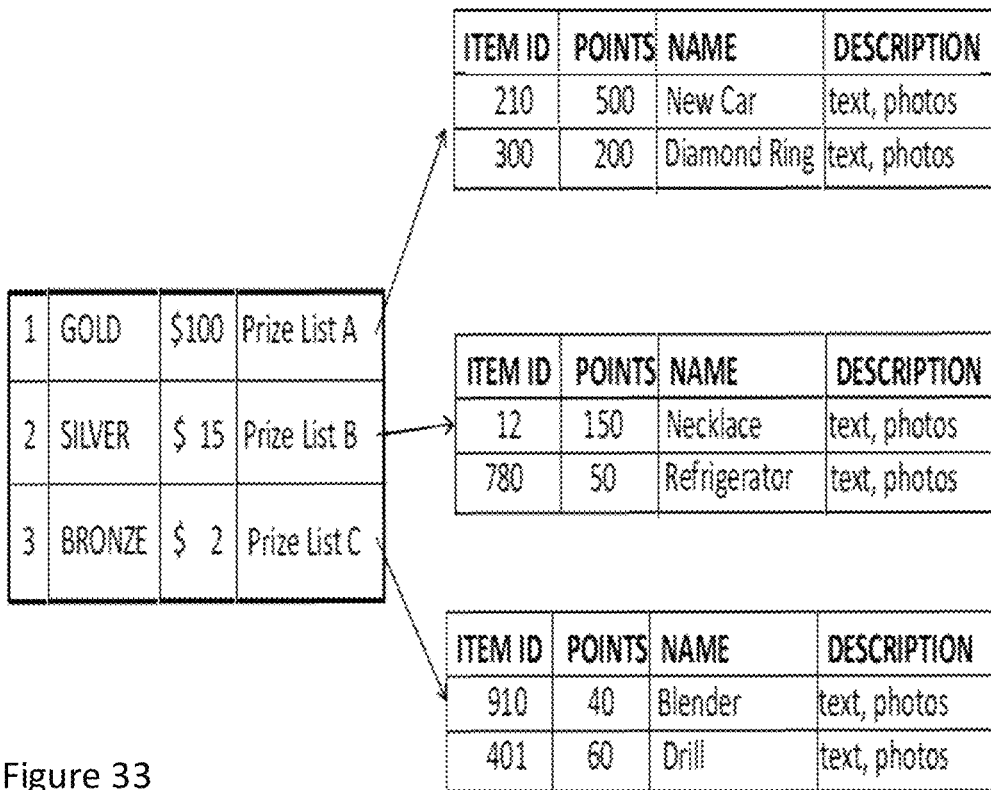 ITEM ID POINTS NAME DESCRIPTION
210 500 New Car text, photos
300 200 Diamond Ring text, photos
1 GOLD $100 Prize List A
2 SILVER $ 15 Prize List B
3 BRONZE $ 2 Prize List C
ITEM ID POINTS NAME DESCRIPTION
12 150 Necklace text, photos
780 50 Refrigerator text, photos
ITEM ID POINTS NAME DESCRIPTION
910 40 Blender text, photos
401 60 Drill text, photos
Figure 33